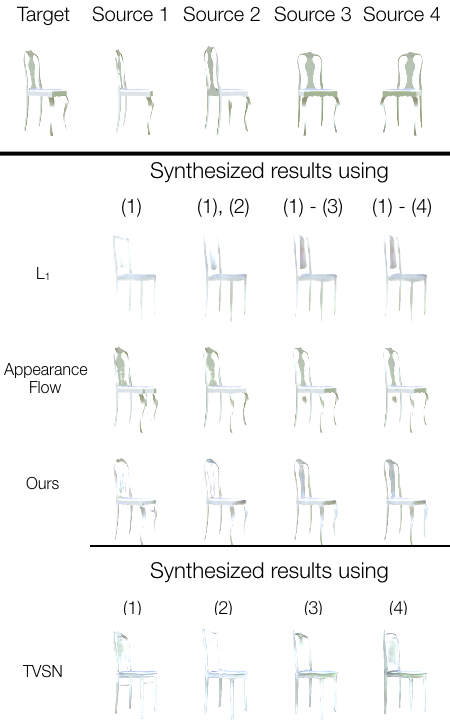 Target Source 1 Source 2 Source 3 Source 4
Synthesized results using
(1) (1), (2) (1) - (3) (1) - (4)
L₁
Appearance
Flow
Ours
Synthesized results using
(1) (2) (3) (4)
TVSN